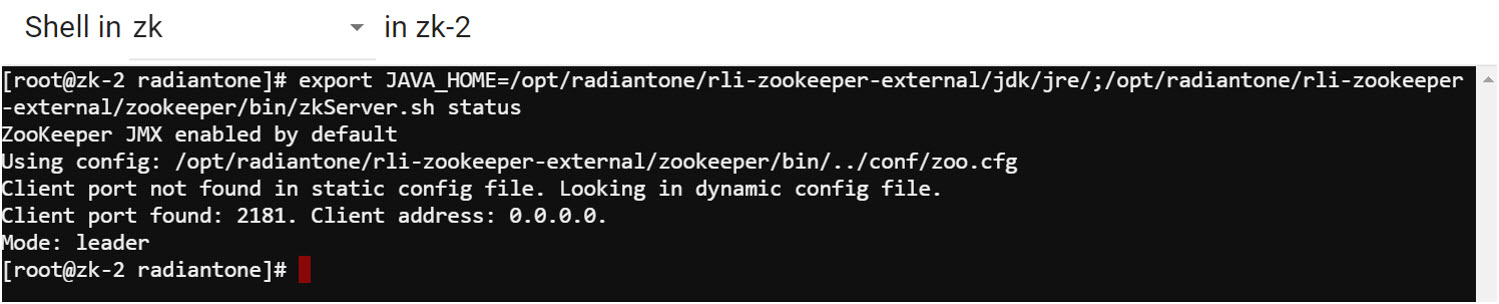 Shell in zk in zk-2
[root@zk-2 radiantone]# export JAVA_HOME=/opt/radiantone/rli-zookeeper-external/jdk/jre/;/opt/radiantone/rli-zookeeper
-external/zookeeper/bin/zkServer.sh status
ZooKeeper JMX enabled by default
Using config: /opt/radiantone/rli-zookeeper-external/zookeeper/bin/../conf/zoo.cfg
Client port not found in static config file. Looking in dynamic config file.
Client port found: 2181. Client address: 0.0.0.0.
Mode: leader
[root@zk-2 radiantone]#